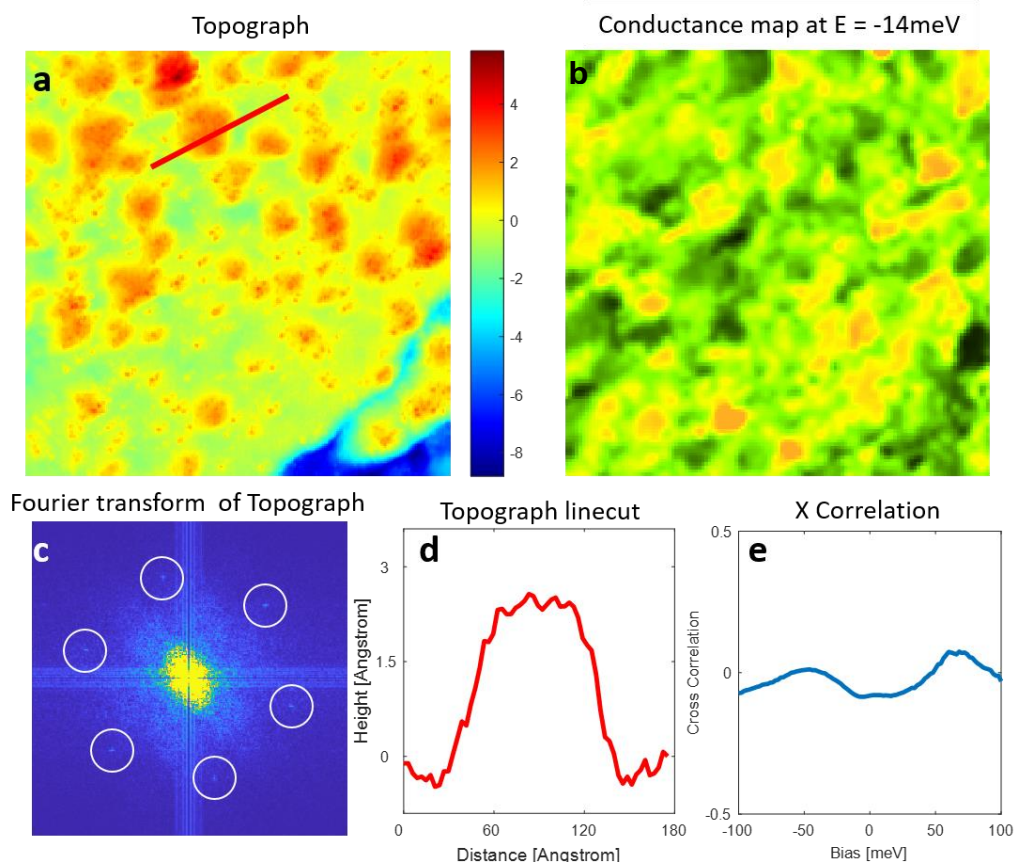 Topograph
Conductance map at E = -14meV
a
b
4
2
0
-2
-4
-6
-8
Fourier transform of Topograph
Topograph linecut
X Correlation
c
d
e
3
1.5
0
Height [Angstrom]
0
60
120
180
Distance [Angstrom]
0.5
0
-0.5
Cross Correlation
-100
-50
0
50
100
Bias [meV]